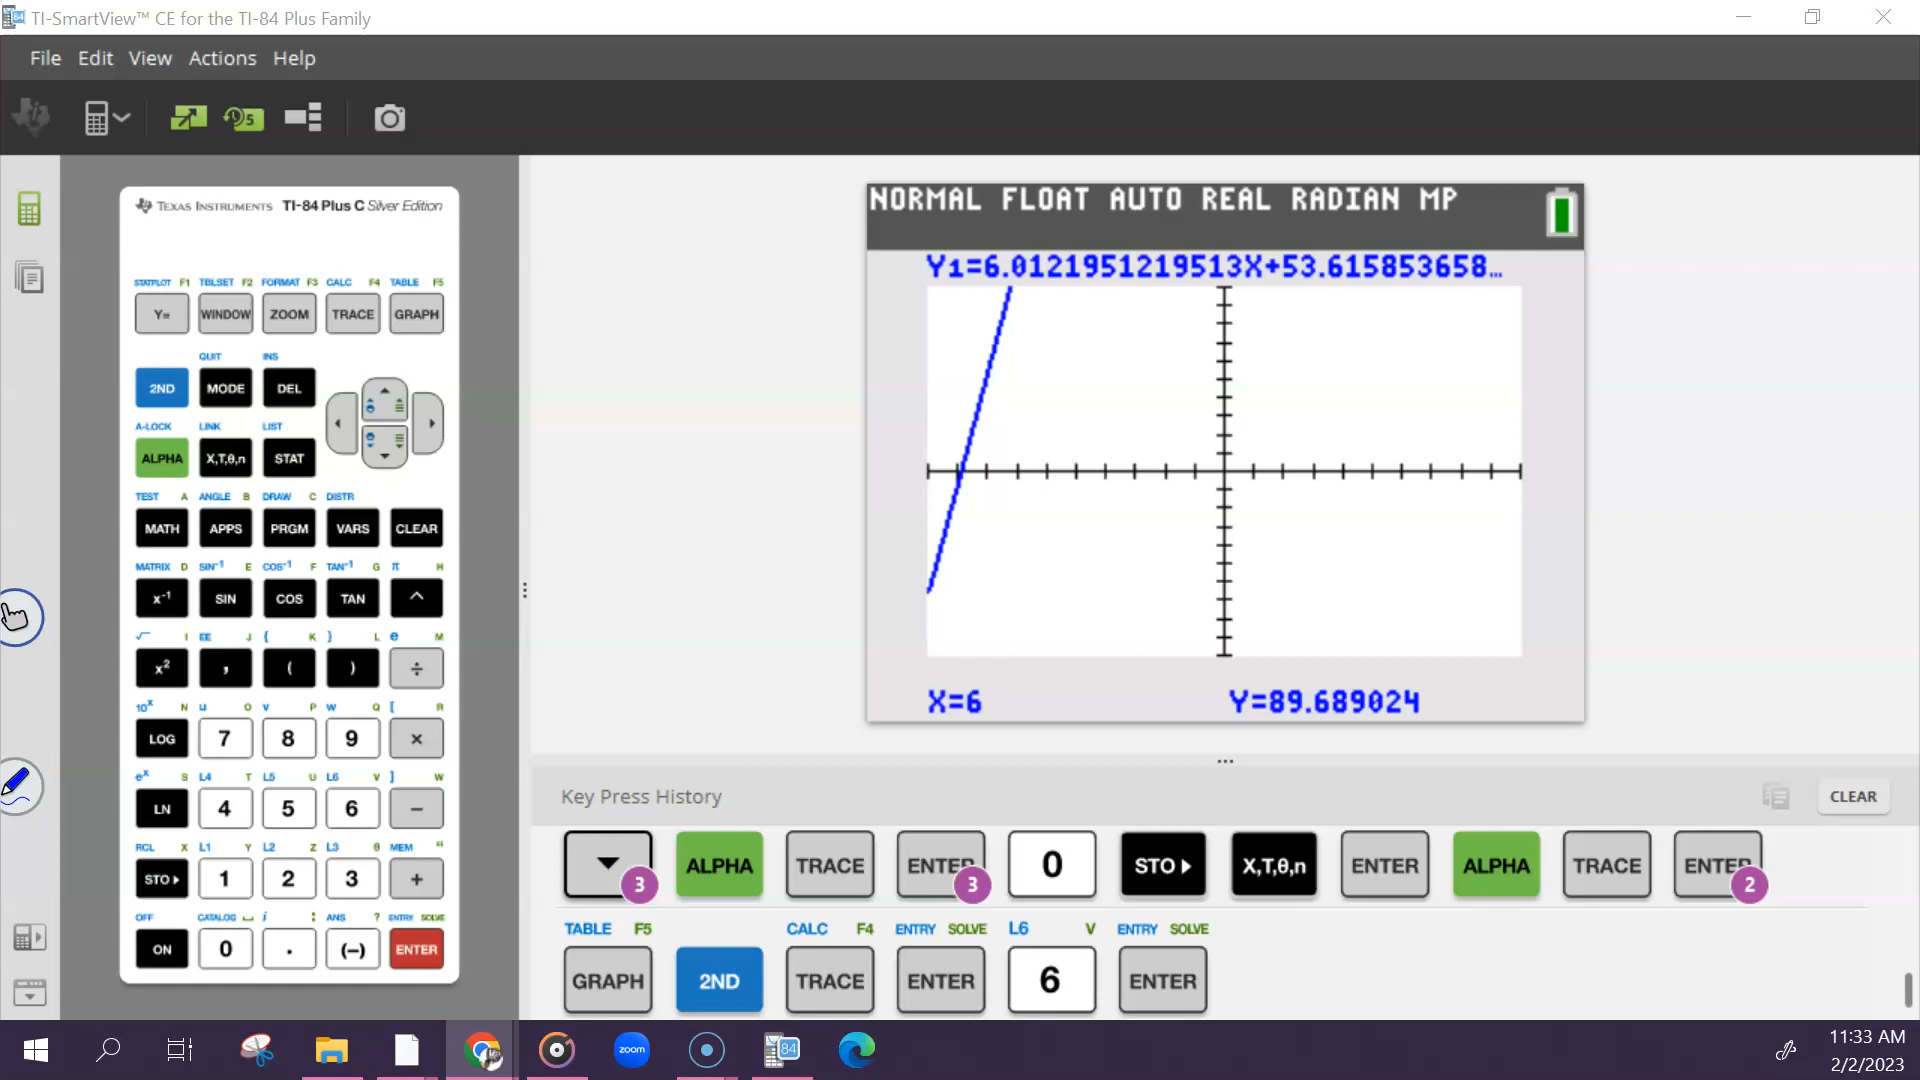 TI-SmartView™ CE for the TI-84 Plus Family
File Edit View Actions Help
5
TEXAS INSTRUMENTS TI-84 Plus C Silver Edition
STATPLOT F1 TBLSET F2 FORMAT F3 CALC F4 TABLE F5
Y= WINDOW ZOOM TRACE GRAPH
QUIT INS
2ND MODE DEL
A-LOCK LINK LIST
ALPHA X,T,θ,n STAT
TEST A ANGLE B DRAW C DISTR
MATH APPS PRGM VARS CLEAR
MATRIX D SIN⁻¹ E COS⁻¹ F TAN⁻¹ G π H
x⁻¹ SIN COS TAN ^
√ I EE J { K } L e M
x² , ( ) ÷
10ˣ N u O v P w Q [ R
LOG 7 8 9 ×
eˣ S L4 T L5 U L6 V ] W
LN 4 5 6 −
RCL X L1 Y L2 Z L3 θ MEM "
STO▸ 1 2 3 +
OFF CATALOG ⎵ i : ANS ? ENTRY SOLVE
ON 0 . (−) ENTER
NORMAL FLOAT AUTO REAL RADIAN MP
Y1=6.0121951219513X+53.615853658…
X=6 Y=89.689024
Key Press History
CLEAR
3 ALPHA TRACE ENTER 3 0 STO▸ X,T,θ,n ENTER ALPHA TRACE ENTER 2
TABLE F5 CALC F4 ENTRY SOLVE L6 V ENTRY SOLVE
GRAPH 2ND TRACE ENTER 6 ENTER
zoom 84
11:33 AM
2/2/2023